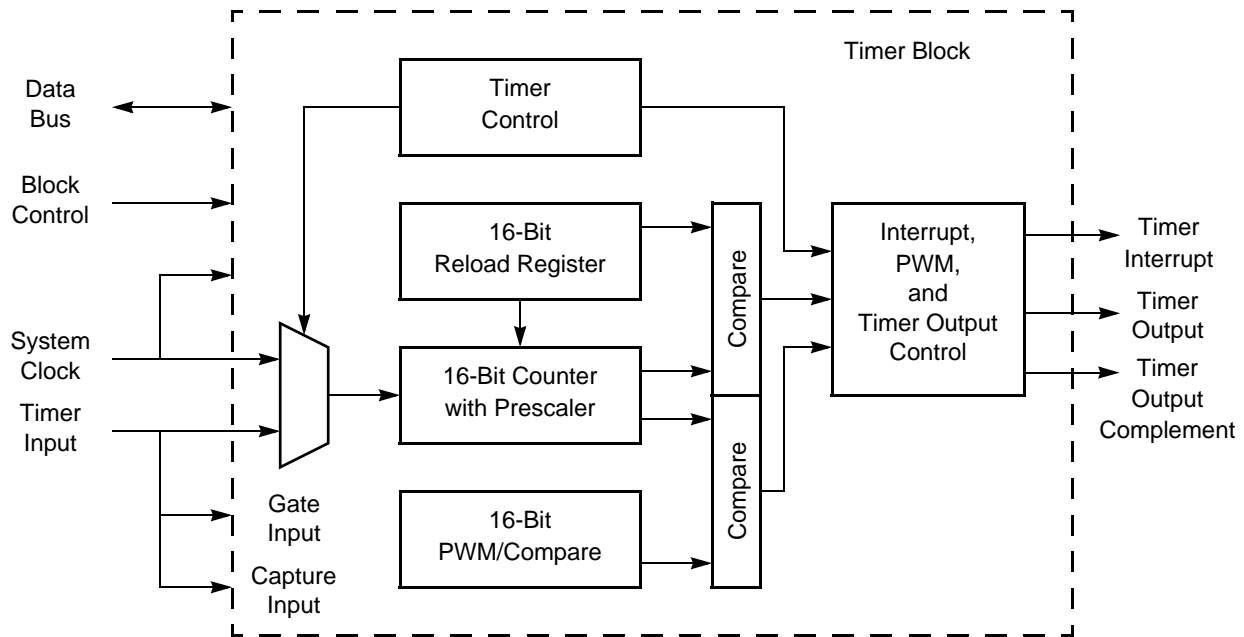 Timer Block
Data
Bus
Timer
Control
Block
Control
16-Bit
Reload Register
Compare
Interrupt,
PWM,
and
Timer Output
Control
Timer
Interrupt
Timer
Output
Timer
Output
Complement
System
Clock
16-Bit Counter
with Prescaler
Timer
Input
Compare
Gate
Input
16-Bit
PWM/Compare
Capture
Input